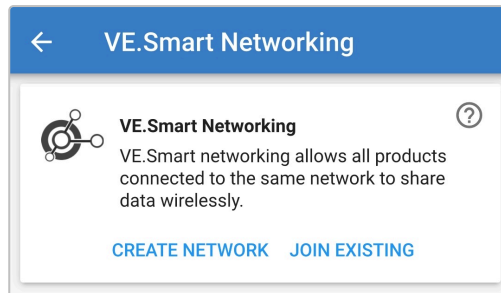 VE.Smart Networking
VE.Smart Networking
VE.Smart networking allows all products
connected to the same network to share
data wirelessly.
CREATE NETWORK JOIN EXISTING